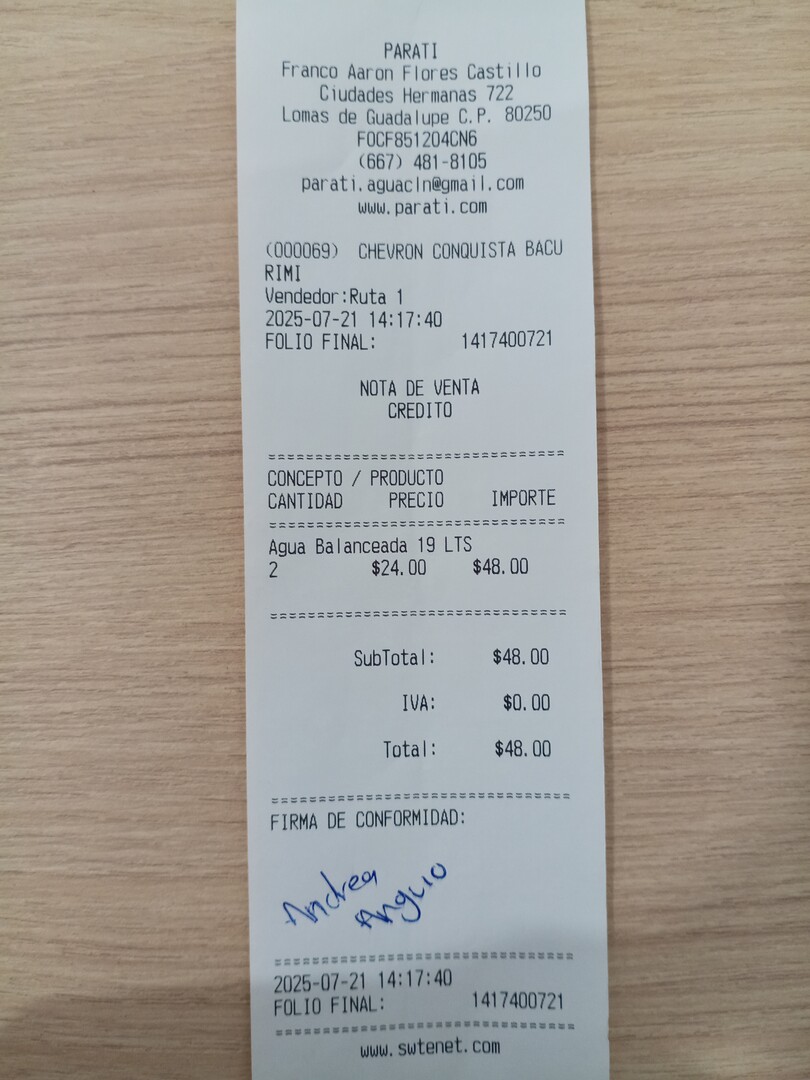 PARATI
Franco Aaron Flores Castillo
Ciudades Hermanas 722
Lomas de Guadalupe C.P. 80250
FOCF851204CN6
(667) 481-8105
parati.aguacln@gmail.com
www.parati.com
(000069) CHEVRON CONQUISTA BACU
RIMI
Vendedor:Ruta 1
2025-07-21 14:17:40
FOLIO FINAL: 1417400721
NOTA DE VENTA
CREDITO
===============================
CONCEPTO / PRODUCTO
CANTIDAD PRECIO IMPORTE
===============================
Agua Balanceada 19 LTS
2 $24.00 $48.00
===============================
SubTotal: $48.00
IVA: $0.00
Total: $48.00
===============================
FIRMA DE CONFORMIDAD:
Andrea
Angulo
===============================
2025-07-21 14:17:40
FOLIO FINAL: 1417400721
===============================
www.swtenet.com